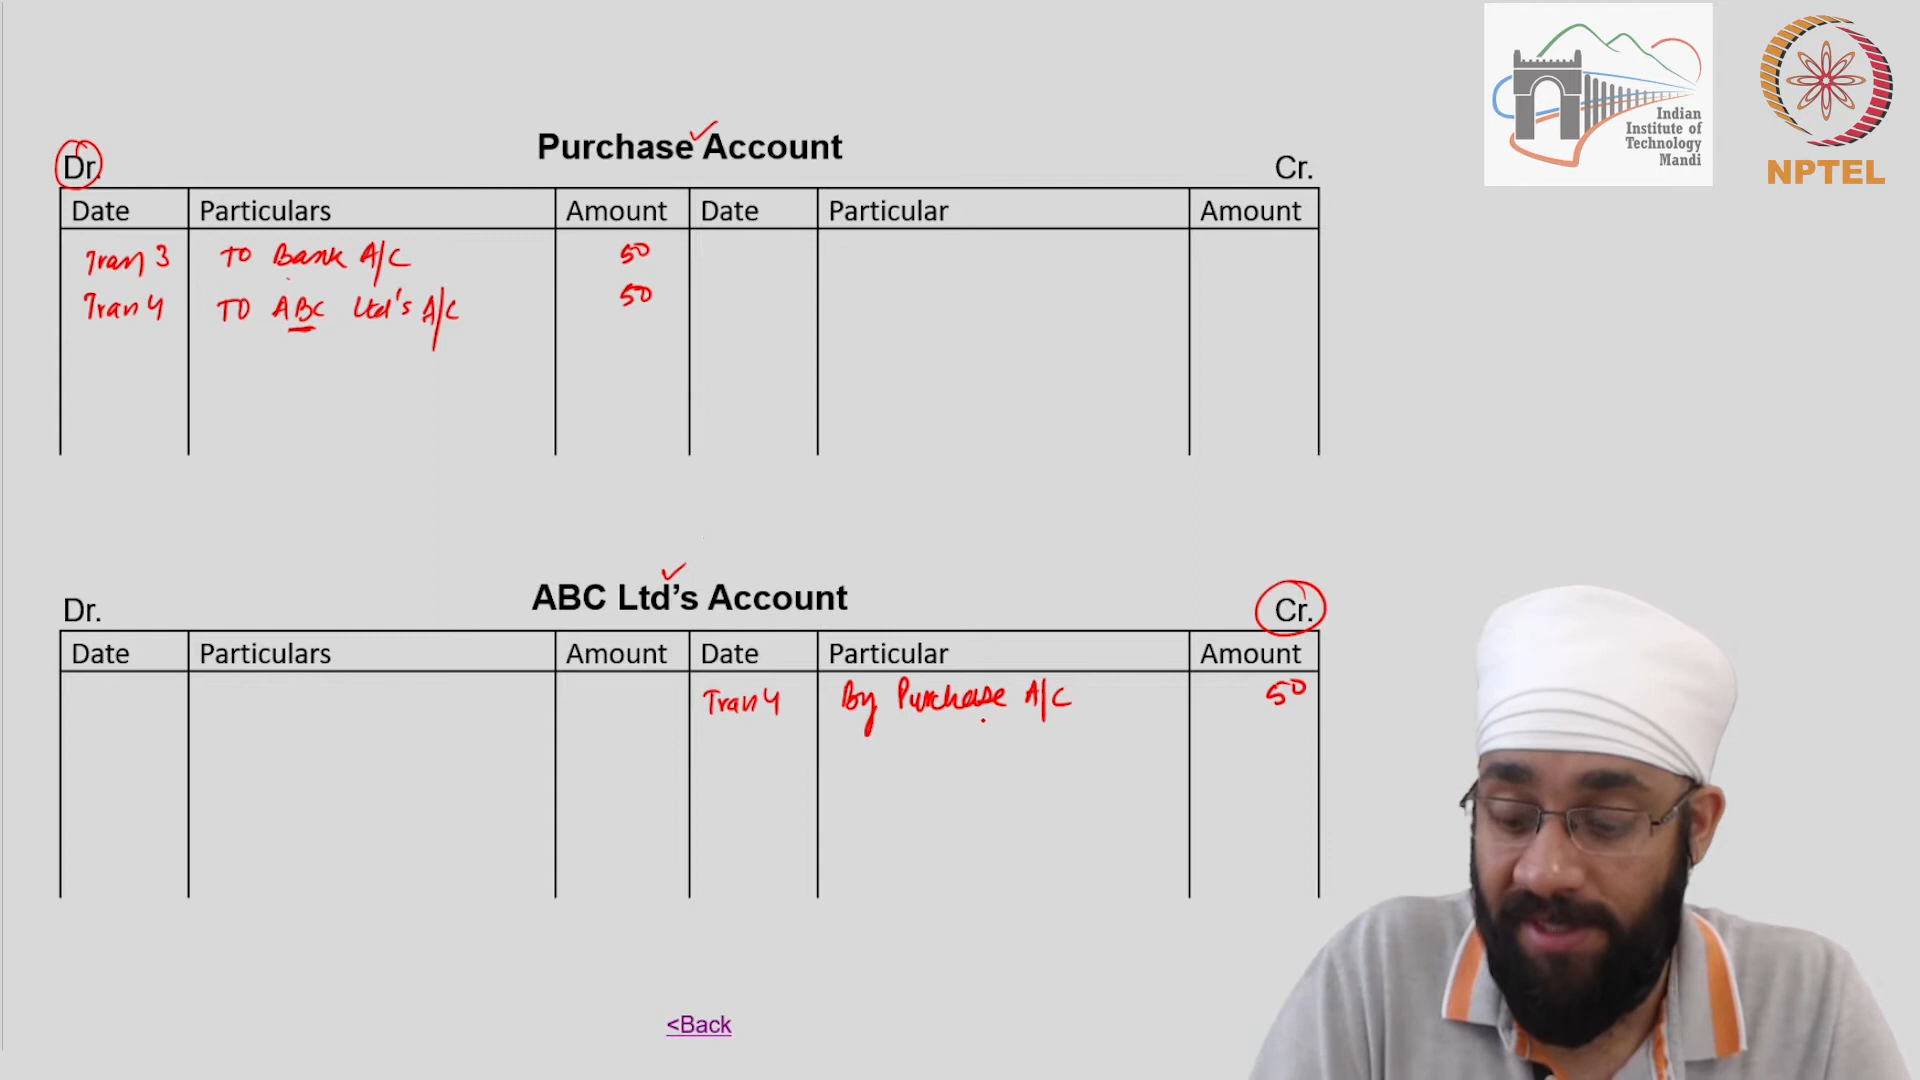 Indian
Institute of
Technology
Mandi
NPTEL
Purchase Account
Dr. Cr.
Date Particulars Amount Date Particular Amount
Tran 3 To Bank A/C 50
Tran 4 To ABC Ltd's A/C 50
ABC Ltd’s Account
Dr. Cr.
Date Particulars Amount Date Particular Amount
Tran 4 By Purchase A/C 50
<Back